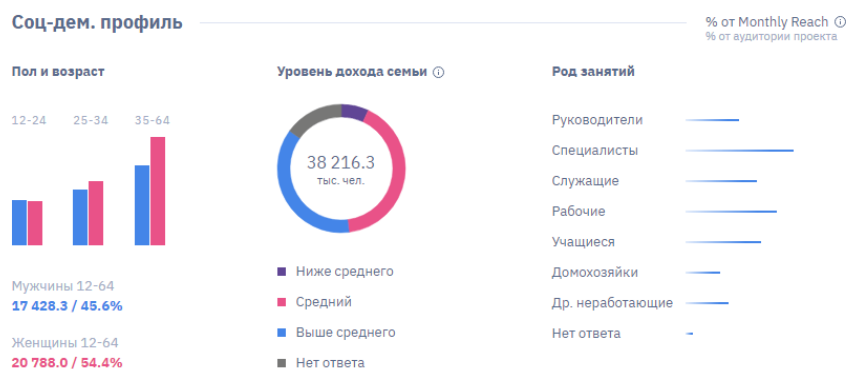 Соц-дем. профиль
% от Monthly Reach
% от аудитории проекта
Пол и возраст
12-24 25-34 35-64
Мужчины 12-64
17 428.3 / 45.6%
Женщины 12-64
20 788.0 / 54.4%
Уровень дохода семьи
38 216.3
тыс. чел.
Ниже среднего
Средний
Выше среднего
Нет ответа
Род занятий
Руководители
Специалисты
Служащие
Рабочие
Учащиеся
Домохозяйки
Др. неработающие
Нет ответа